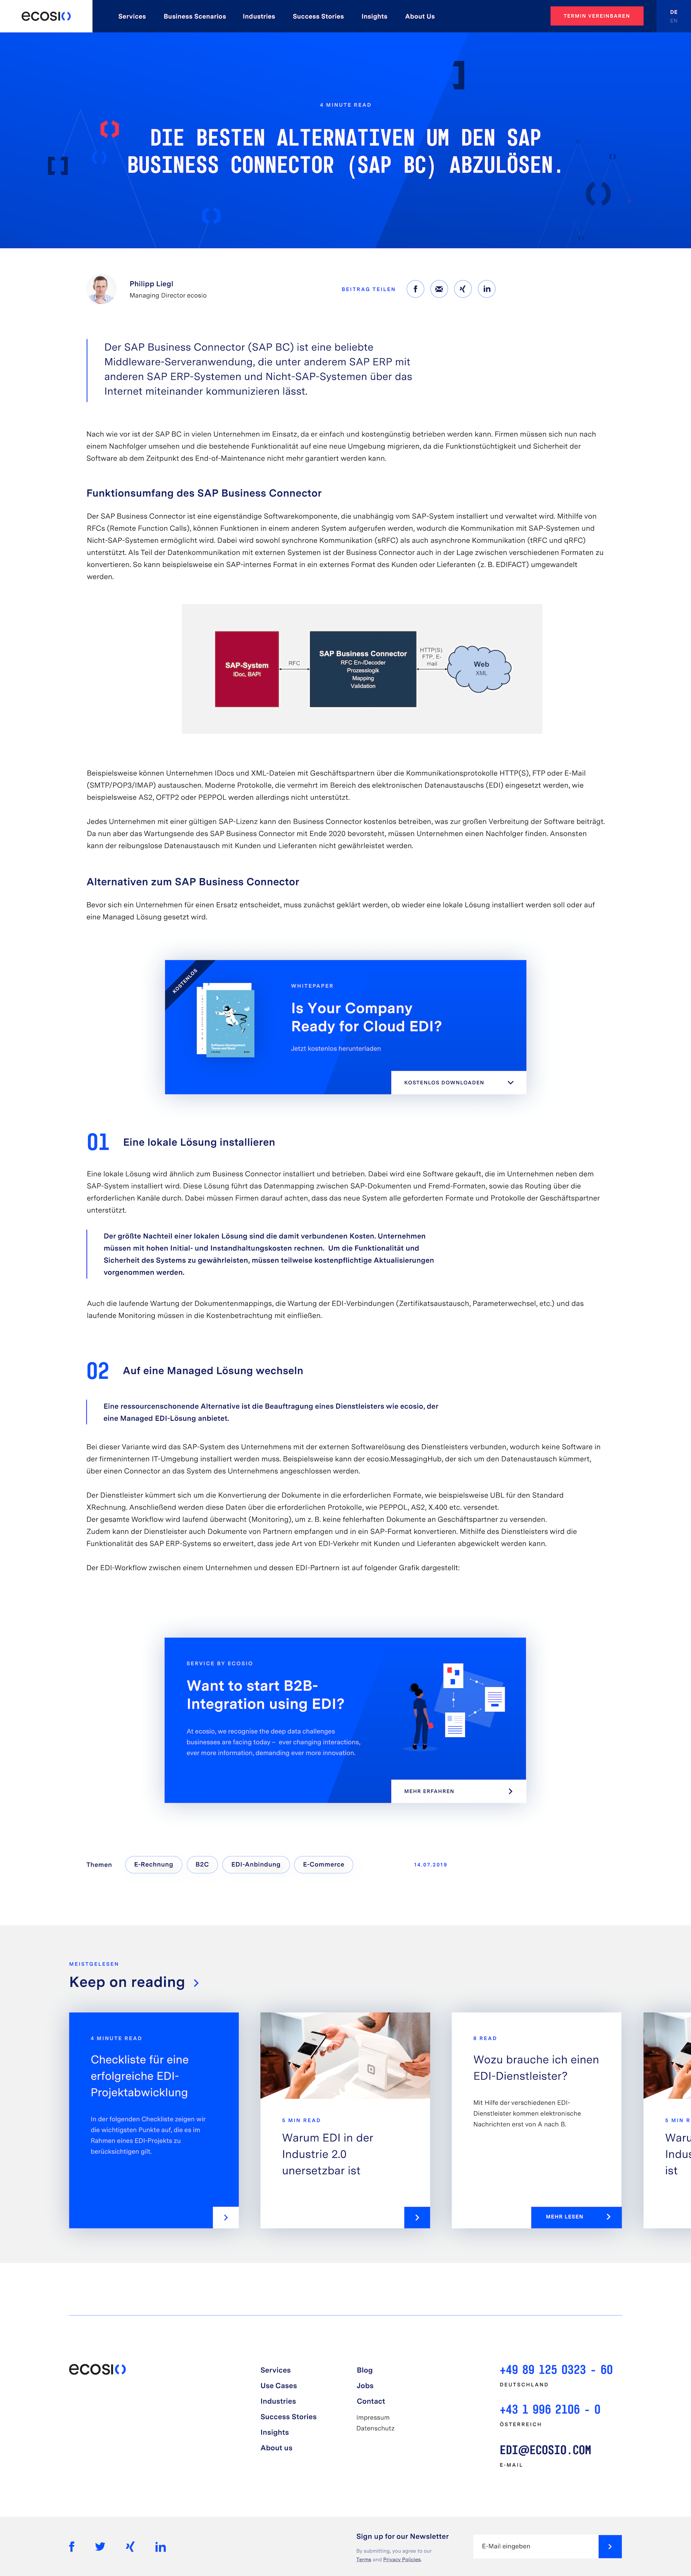 ecosio
Services
Business Scenarios
Industries
Success Stories
Insights
About Us
TERMIN VEREINBAREN
DE
EN
4 MINUTE READ
DIE BESTEN ALTERNATIVEN UM DEN SAP
BUSINESS CONNECTOR (SAP BC) ABZULÖSEN.
Philipp Liegl
Managing Director ecosio
BEITRAG TEILEN
Der SAP Business Connector (SAP BC) ist eine beliebte
Middleware-Serveranwendung, die unter anderem SAP ERP mit
anderen SAP ERP-Systemen und Nicht-SAP-Systemen über das
Internet miteinander kommunizieren lässt.
Nach wie vor ist der SAP BC in vielen Unternehmen im Einsatz, da er einfach und kostengünstig betrieben werden kann. Firmen müssen sich nun nach
einem Nachfolger umsehen und die bestehende Funktionalität auf eine neue Umgebung migrieren, da die Funktionstüchtigkeit und Sicherheit der
Software ab dem Zeitpunkt des End-of-Maintenance nicht mehr garantiert werden kann.
Funktionsumfang des SAP Business Connector
Der SAP Business Connector ist eine eigenständige Softwarekomponente, die unabhängig vom SAP-System installiert und verwaltet wird. Mithilfe von
RFCs (Remote Function Calls), können Funktionen in einem anderen System aufgerufen werden, wodurch die Kommunikation mit SAP-Systemen und
Nicht-SAP-Systemen ermöglicht wird. Dabei wird sowohl synchrone Kommunikation (sRFC) als auch asynchrone Kommunikation (tRFC und qRFC)
unterstützt. Als Teil der Datenkommunikation mit externen Systemen ist der Business Connector auch in der Lage zwischen verschiedenen Formaten zu
konvertieren. So kann beispielsweise ein SAP-internes Format in ein externes Format des Kunden oder Lieferanten (z. B. EDIFACT) umgewandelt
werden.
SAP-System
IDoc, BAPI
RFC
SAP Business Connector
RFC En-/Decoder
Prozesslogik
Mapping
Validation
HTTP(S)
FTP, E-
mail
Web
XML
Beispielsweise können Unternehmen IDocs und XML-Dateien mit Geschäftspartnern über die Kommunikationsprotokolle HTTP(S), FTP oder E-Mail
(SMTP/POP3/IMAP) austauschen. Moderne Protokolle, die vermehrt im Bereich des elektronischen Datenaustauschs (EDI) eingesetzt werden, wie
beispielsweise AS2, OFTP2 oder PEPPOL werden allerdings nicht unterstützt.
Jedes Unternehmen mit einer gültigen SAP-Lizenz kann den Business Connector kostenlos betreiben, was zur großen Verbreitung der Software beiträgt.
Da nun aber das Wartungsende des SAP Business Connector mit Ende 2020 bevorsteht, müssen Unternehmen einen Nachfolger finden. Ansonsten
kann der reibungslose Datenaustausch mit Kunden und Lieferanten nicht gewährleistet werden.
Alternativen zum SAP Business Connector
Bevor sich ein Unternehmen für einen Ersatz entscheidet, muss zunächst geklärt werden, ob wieder eine lokale Lösung installiert werden soll oder auf
eine Managed Lösung gesetzt wird.
KOSTENLOS
WHITEPAPER
Is Your Company
Ready for Cloud EDI?
Jetzt kostenlos herunterladen
KOSTENLOS DOWNLOADEN
01 Eine lokale Lösung installieren
Eine lokale Lösung wird ähnlich zum Business Connector installiert und betrieben. Dabei wird eine Software gekauft, die im Unternehmen neben dem
SAP-System installiert wird. Diese Lösung führt das Datenmapping zwischen SAP-Dokumenten und Fremd-Formaten, sowie das Routing über die
erforderlichen Kanäle durch. Dabei müssen Firmen darauf achten, dass das neue System alle geforderten Formate und Protokolle der Geschäftspartner
unterstützt.
Der größte Nachteil einer lokalen Lösung sind die damit verbundenen Kosten. Unternehmen
müssen mit hohen Initial- und Instandhaltungskosten rechnen. Um die Funktionalität und
Sicherheit des Systems zu gewährleisten, müssen teilweise kostenpflichtige Aktualisierungen
vorgenommen werden.
Auch die laufende Wartung der Dokumentenmappings, die Wartung der EDI-Verbindungen (Zertifikatsaustausch, Parameterwechsel, etc.) und das
laufende Monitoring müssen in die Kostenbetrachtung mit einfließen.
02 Auf eine Managed Lösung wechseln
Eine ressourcenschonende Alternative ist die Beauftragung eines Dienstleisters wie ecosio, der
eine Managed EDI-Lösung anbietet.
Bei dieser Variante wird das SAP-System des Unternehmens mit der externen Softwarelösung des Dienstleisters verbunden, wodurch keine Software in
der firmeninternen IT-Umgebung installiert werden muss. Beispielsweise kann der ecosio.MessagingHub, der sich um den Datenaustausch kümmert,
über einen Connector an das System des Unternehmens angeschlossen werden.
Der Dienstleister kümmert sich um die Konvertierung der Dokumente in die erforderlichen Formate, wie beispielsweise UBL für den Standard
XRechnung. Anschließend werden diese Daten über die erforderlichen Protokolle, wie PEPPOL, AS2, X.400 etc. versendet.
Der gesamte Workflow wird laufend überwacht (Monitoring), um z. B. keine fehlerhaften Dokumente an Geschäftspartner zu versenden.
Zudem kann der Dienstleister auch Dokumente von Partnern empfangen und in ein SAP-Format konvertieren. Mithilfe des Dienstleisters wird die
Funktionalität des SAP ERP-Systems so erweitert, dass jede Art von EDI-Verkehr mit Kunden und Lieferanten abgewickelt werden kann.
Der EDI-Workflow zwischen einem Unternehmen und dessen EDI-Partnern ist auf folgender Grafik dargestellt:
SERVICE BY ECOSIO
Want to start B2B-
Integration using EDI?
At ecosio, we recognise the deep data challenges
businesses are facing today – ever changing interactions,
ever more information, demanding ever more innovation.
MEHR ERFAHREN
Themen
E-Rechnung
B2C
EDI-Anbindung
E-Commerce
14.07.2019
MEISTGELESEN
Keep on reading
4 MINUTE READ
Checkliste für eine
erfolgreiche EDI-
Projektabwicklung
In der folgenden Checkliste zeigen wir
die wichtigsten Punkte auf, die es im
Rahmen eines EDI-Projekts zu
berücksichtigen gilt.
5 MIN READ
Warum EDI in der
Industrie 2.0
unersetzbar ist
8 READ
Wozu brauche ich einen
EDI-Dienstleister?
Mit Hilfe der verschiedenen EDI-
Dienstleister kommen elektronische
Nachrichten erst von A nach B.
MEHR LESEN
5 MIN R
Waru
Indus
ist
ecosio
Services
Use Cases
Industries
Success Stories
Insights
About us
Blog
Jobs
Contact
Impressum
Datenschutz
+49 89 125 0323 - 60
DEUTSCHLAND
+43 1 996 2106 - 0
ÖSTERREICH
EDI@ECOSIO.COM
E-MAIL
Sign up for our Newsletter
By submitting, you agree to our
Terms and Privacy Policies.
E-Mail eingeben